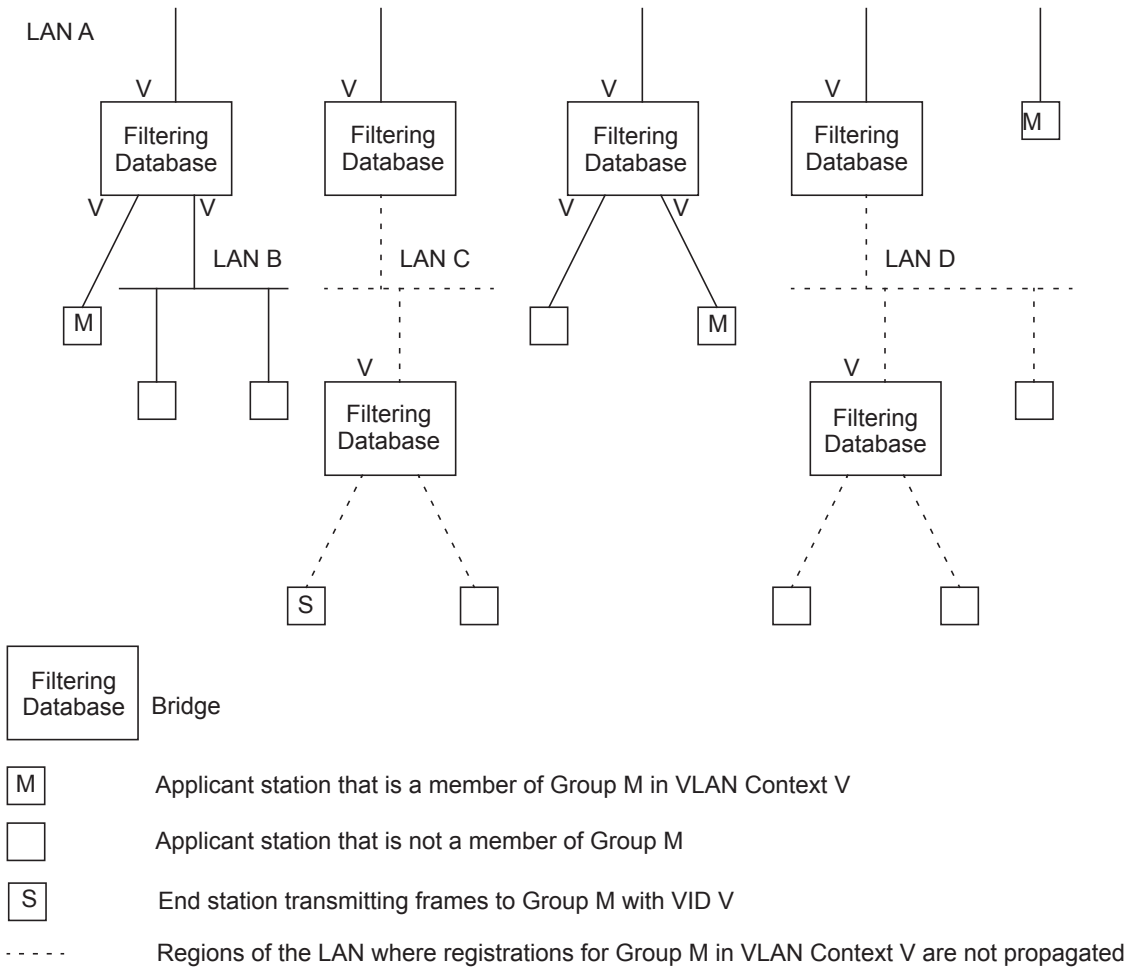 LAN A
V V V V
Filtering Database
Filtering Database
Filtering Database
Filtering Database
M
V V V V
LAN B LAN C LAN D
M M
V V
Filtering Database
Filtering Database
S
Filtering Database
Bridge
M Applicant station that is a member of Group M in VLAN Context V
Applicant station that is not a member of Group M
S End station transmitting frames to Group M with VID V
Regions of the LAN where registrations for Group M in VLAN Context V are not propagated